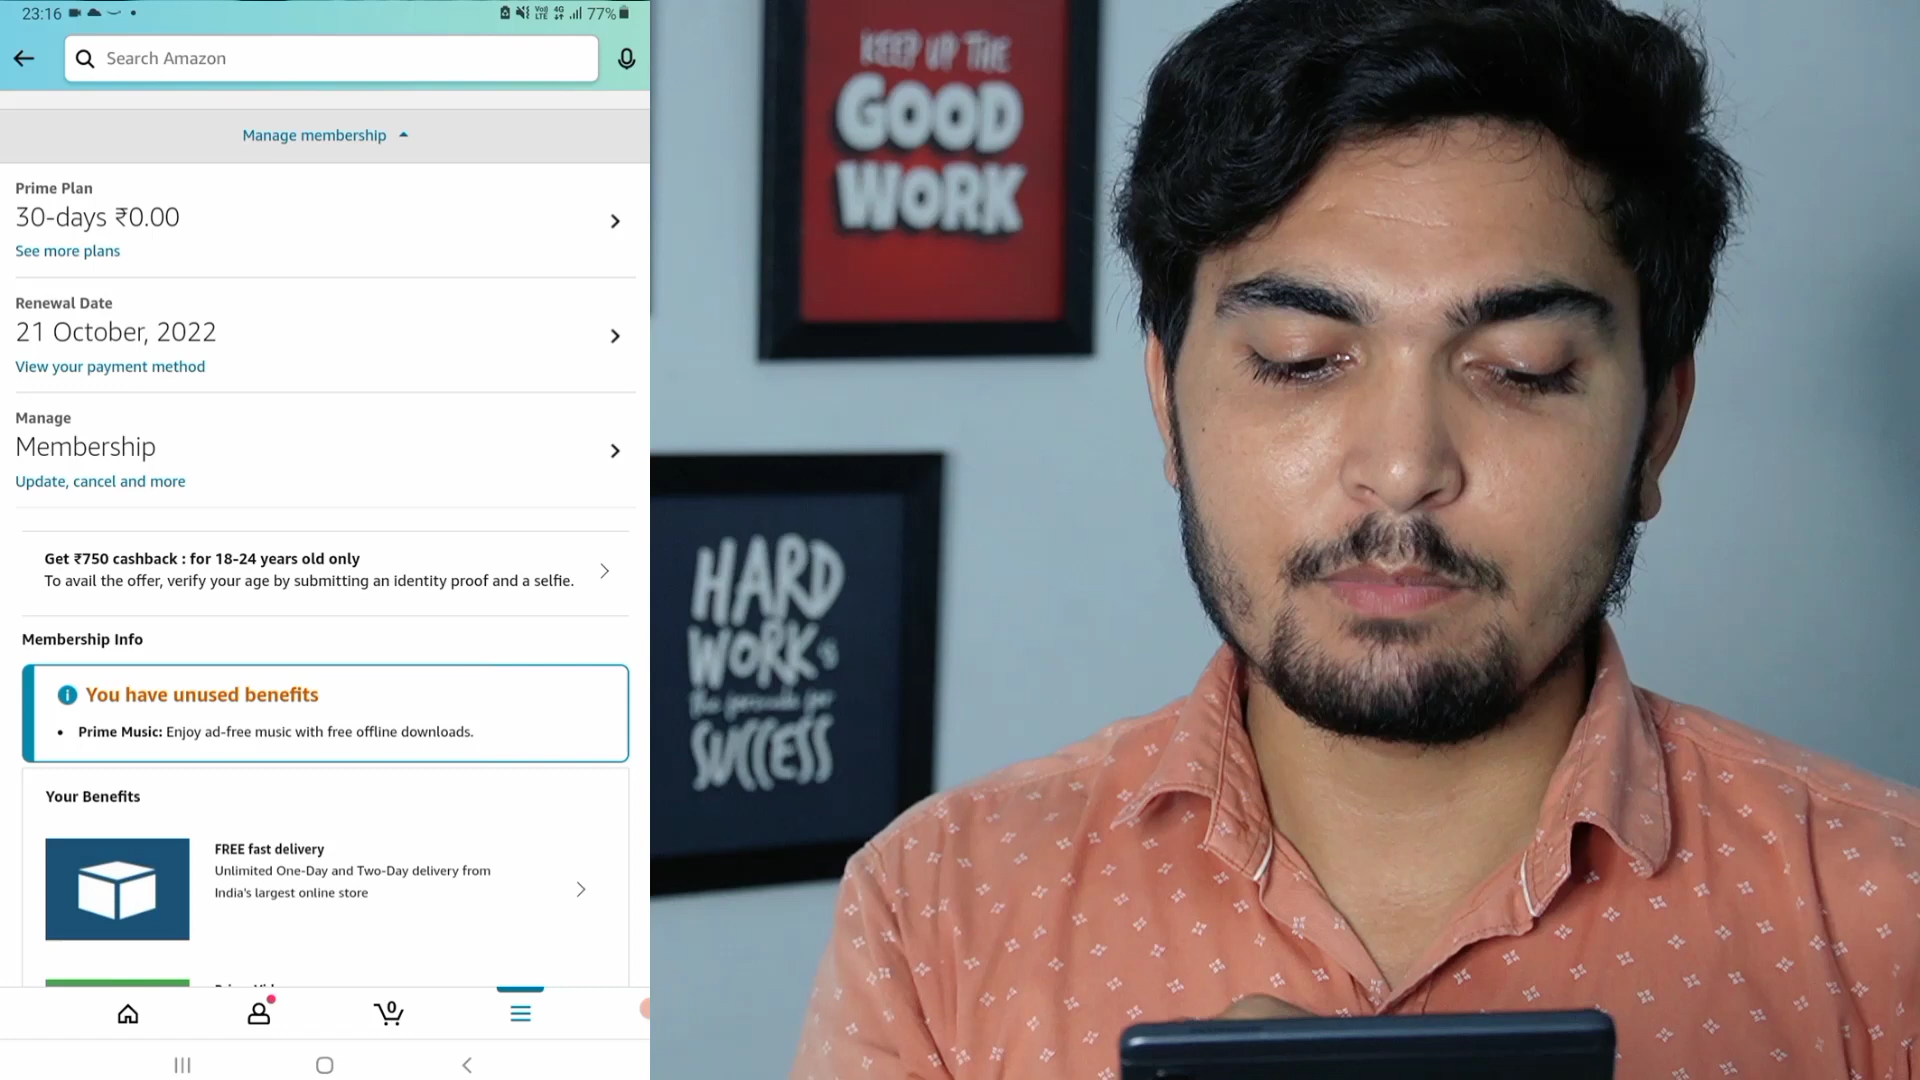 23:16
77%
Search Amazon
Manage membership
Prime Plan
30-days ₹0.00
See more plans
Renewal Date
21 October, 2022
View your payment method
Manage
Membership
Update, cancel and more
Get ₹750 cashback : for 18-24 years old only
To avail the offer, verify your age by submitting an identity proof and a selfie.
Membership Info
You have unused benefits
• Prime Music: Enjoy ad-free music with free offline downloads.
Your Benefits
FREE fast delivery
Unlimited One-Day and Two-Day delivery from
India's largest online store
0
KEEP UP THE
GOOD
WORK
HARD
WORK
SUCCESS